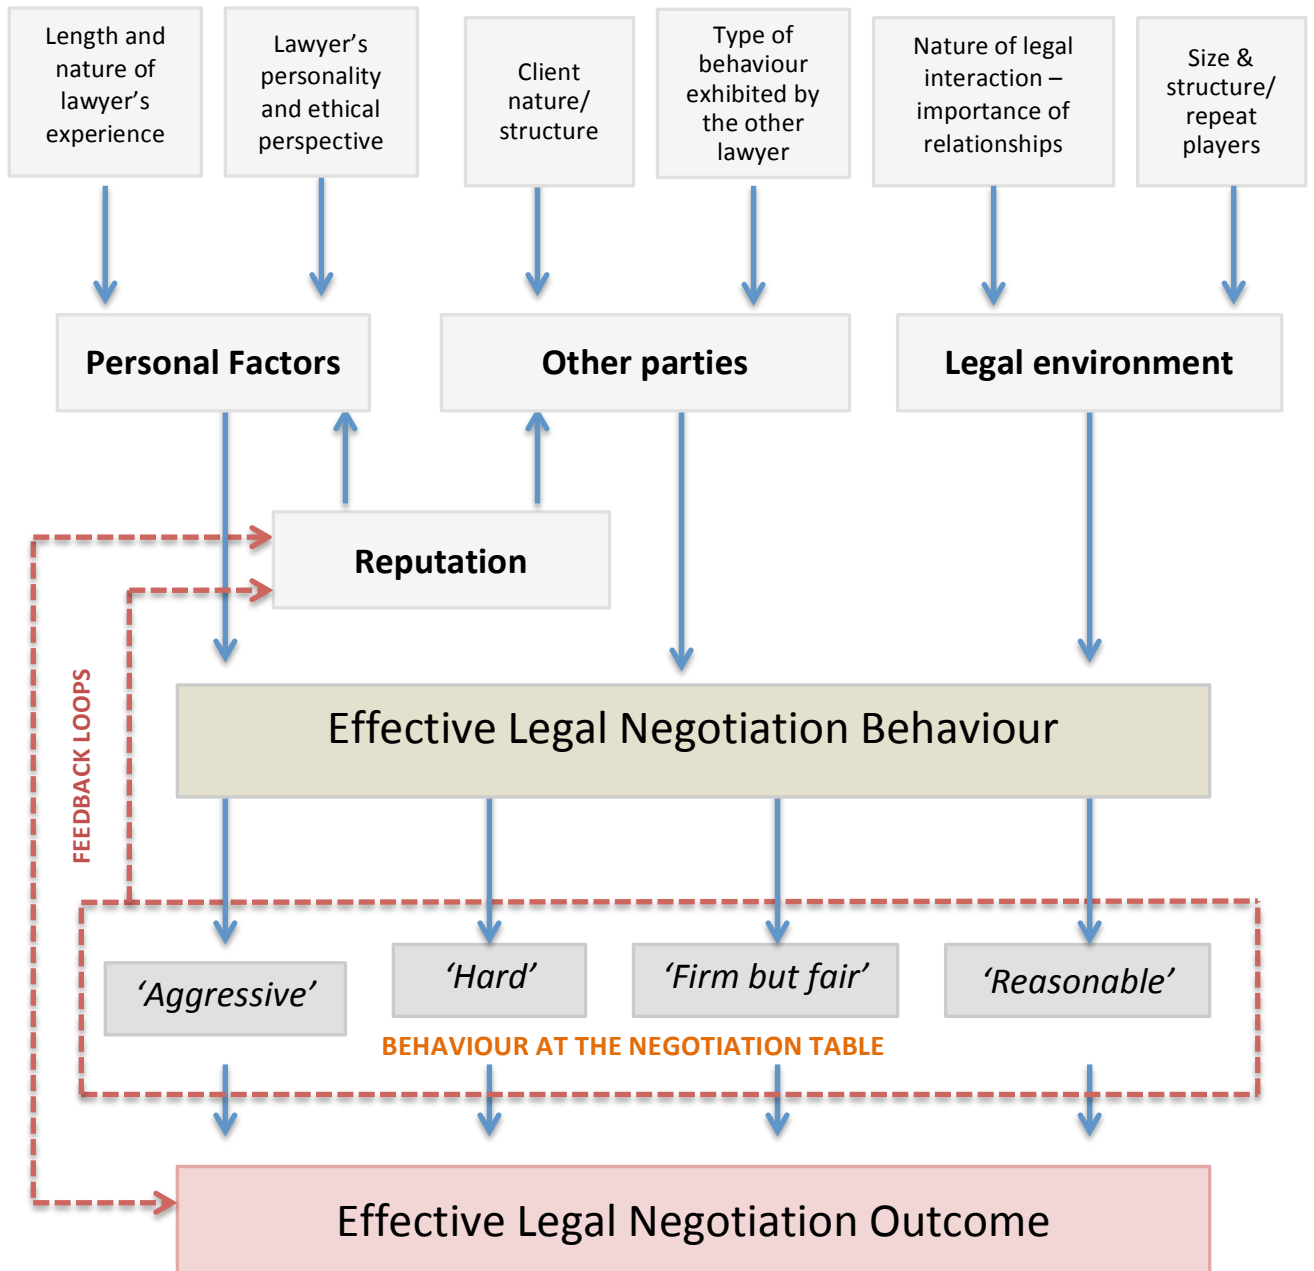 Length and
nature of
lawyer’s
experience
Lawyer’s
personality
and ethical
perspective
Client
nature/
structure
Type of
behaviour
exhibited by
the other
lawyer
Nature of legal
interaction –
importance of
relationships
Size &
structure/
repeat
players
Personal Factors
Other parties
Legal environment
Reputation
FEEDBACK LOOPS
Effective Legal Negotiation Behaviour
‘Aggressive’
‘Hard’
‘Firm but fair’
‘Reasonable’
BEHAVIOUR AT THE NEGOTIATION TABLE
Effective Legal Negotiation Outcome